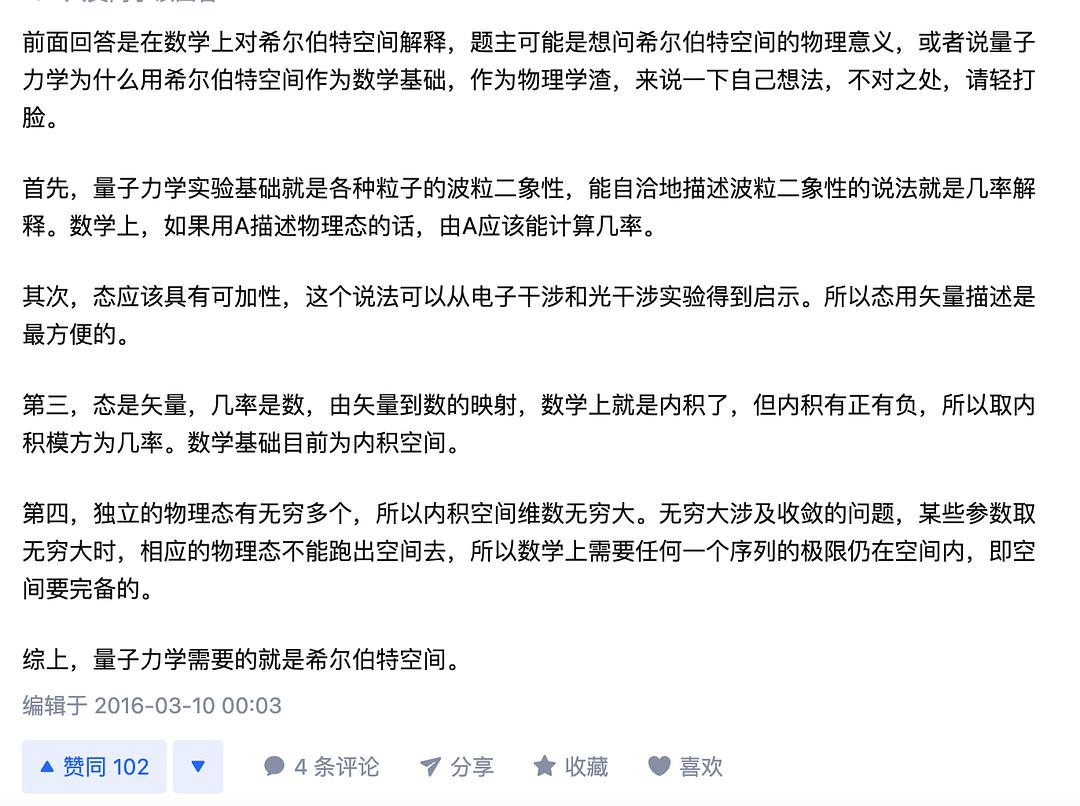 前面回答是在数学上对希尔伯特空间解释，题主可能是想问希尔伯特空间的物理意义，或者说量子
力学为什么用希尔伯特空间作为数学基础，作为物理学渣，来说一下自己想法，不对之处，请轻打
脸。
首先，量子力学实验基础就是各种粒子的波粒二象性，能自洽地描述波粒二象性的说法就是几率解
释。数学上，如果用A描述物理态的话，由A应该能计算几率。
其次，态应该具有可加性，这个说法可以从电子干涉和光干涉实验得到启示。所以态用矢量描述是
最方便的。
第三，态是矢量，几率是数，由矢量到数的映射，数学上就是内积了，但内积有正有负，所以取内
积模方为几率。数学基础目前为内积空间。
第四，独立的物理态有无穷多个，所以内积空间维数无穷大。无穷大涉及收敛的问题，某些参数取
无穷大时，相应的物理态不能跑出空间去，所以数学上需要任何一个序列的极限仍在空间内，即空
间要完备的。
综上，量子力学需要的就是希尔伯特空间。
编辑于 2016-03-10 00:03
赞同 102 4 条评论 分享 收藏 喜欢